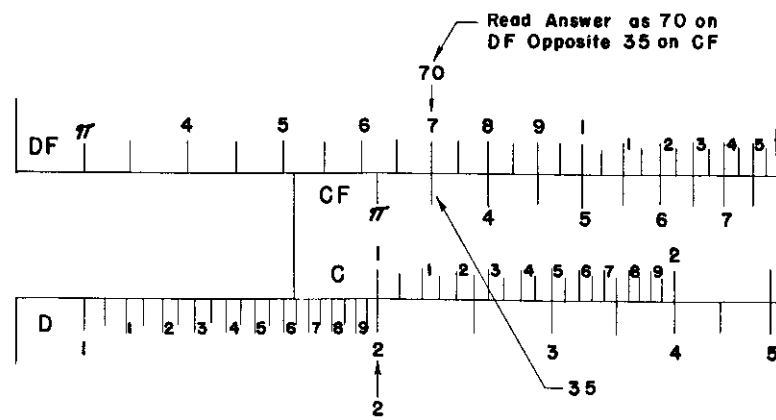 Read Answer as 70 on
DF Opposite 35 on CF
70
DF π 4 5 6 7 8 9 1 1 2 3 4 5
CF π 4 5 6 7
C 1 1 2 3 4 5 6 7 8 9 2
D 1 1 2 3 4 5 6 7 8 9 2 3 4 5
35
2